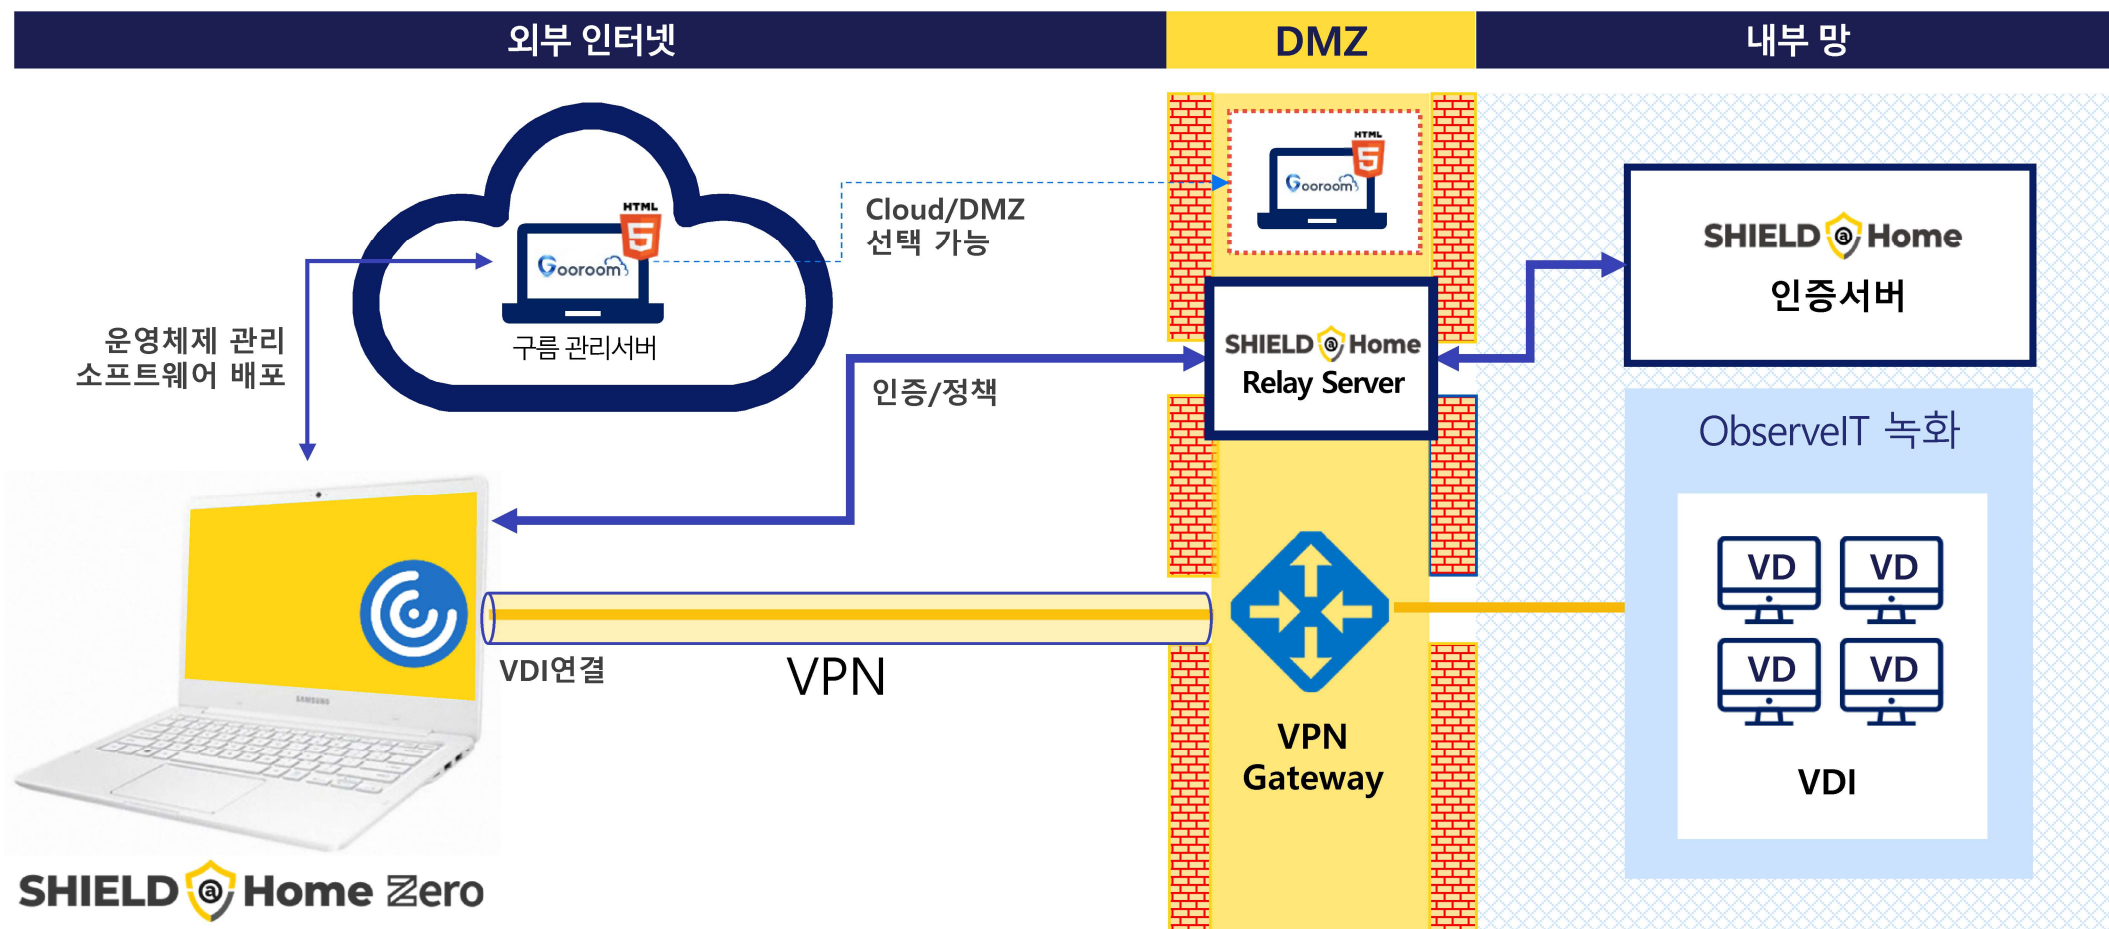 외부 인터넷
DMZ
내부 망
HTML
5
Gooroom
구름 관리서버
Cloud/DMZ
선택 가능
HTML
5
Gooroom
운영체제 관리
소프트웨어 배포
인증/정책
SHIELD @ Home
Relay Server
SHIELD @ Home
인증서버
ObserveIT 녹화
VD
VD
VD
VD
VDI
SAMSUNG
VDI연결
VPN
VPN
Gateway
SHIELD @ Home Zero